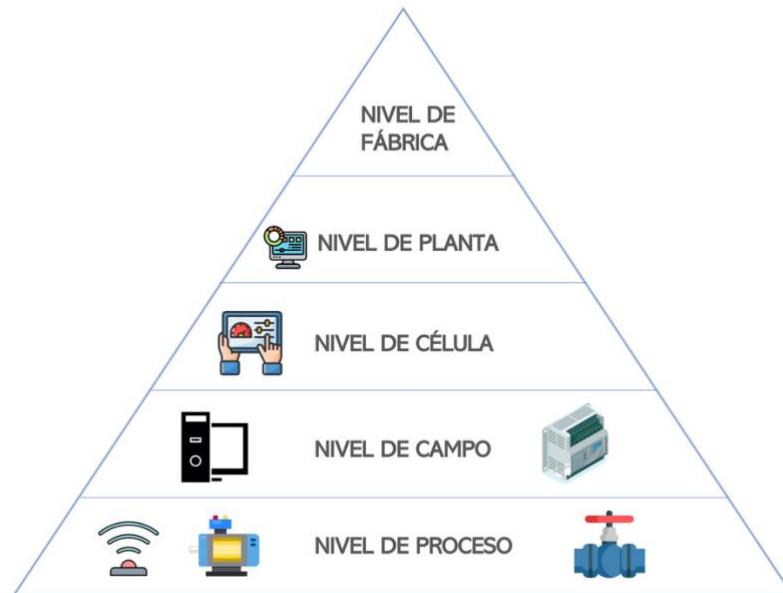 NIVEL DE
FÁBRICA
NIVEL DE PLANTA
NIVEL DE CÉLULA
NIVEL DE CAMPO
NIVEL DE PROCESO